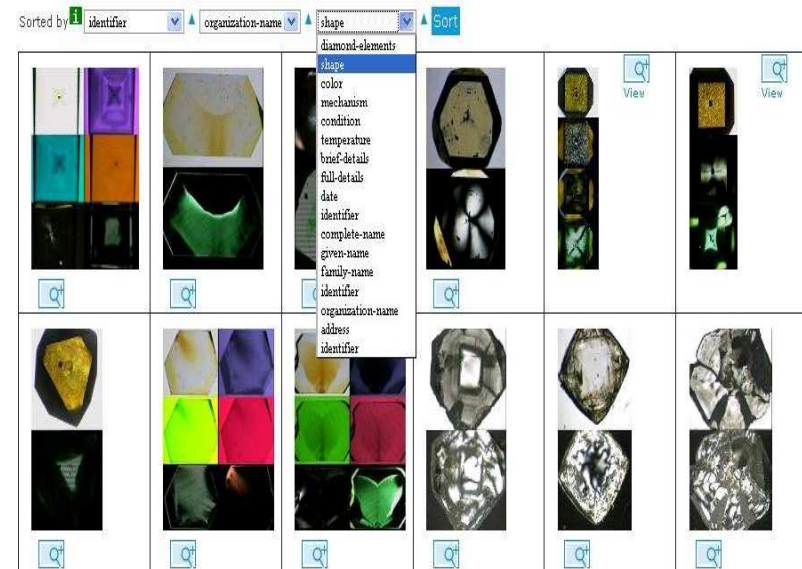 Sorted by i identifier organization-name shape Sort
diamond-elements
shape
color
mechanism
condition
temperature
brief-details
full-details
date
identifier
complete-name
given-name
family-name
identifier
organization-name
address
identifier
View
View